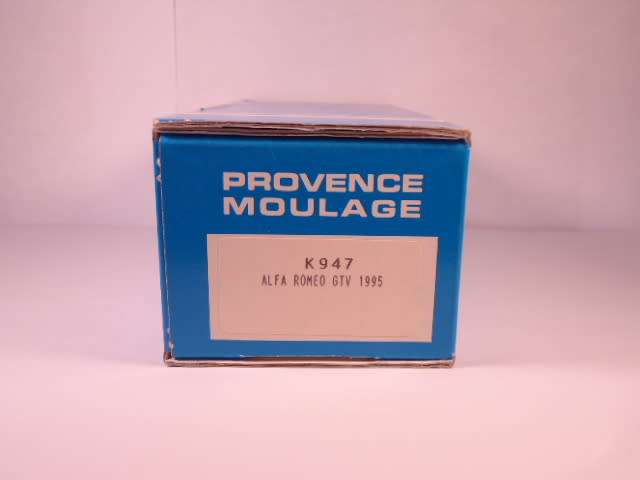 PROVENCE
MOULAGE
K947
ALFA ROMEO GTV 1995